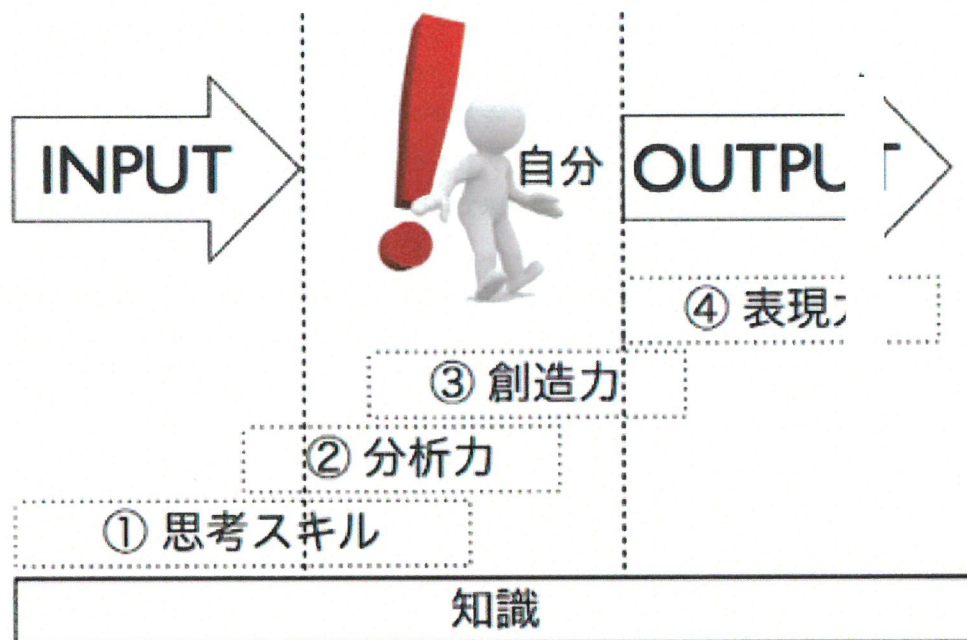 INPUT
自分
OUTPUT
④ 表現
③ 創造力
② 分析力
① 思考スキル
知識